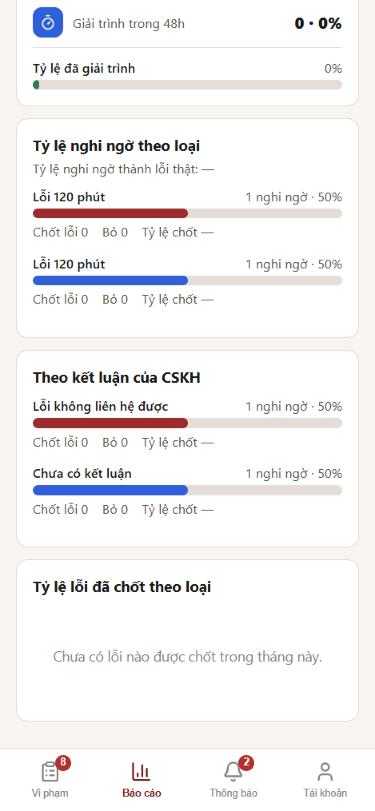 Giải trình trong 48h 0 · 0%
Tỷ lệ đã giải trình 0%
Tỷ lệ nghi ngờ theo loại
Tỷ lệ nghi ngờ thành lỗi thật: —
Lỗi 120 phút 1 nghi ngờ · 50%
Chốt lỗi 0 Bỏ 0 Tỷ lệ chốt —
Lỗi 120 phút 1 nghi ngờ · 50%
Chốt lỗi 0 Bỏ 0 Tỷ lệ chốt —
Theo kết luận của CSKH
Lỗi không liên hệ được 1 nghi ngờ · 50%
Chốt lỗi 0 Bỏ 0 Tỷ lệ chốt —
Chưa có kết luận 1 nghi ngờ · 50%
Chốt lỗi 0 Bỏ 0 Tỷ lệ chốt —
Tỷ lệ lỗi đã chốt theo loại
Chưa có lỗi nào được chốt trong tháng này.
8 2
Vi phạm Báo cáo Thông báo Tài khoản